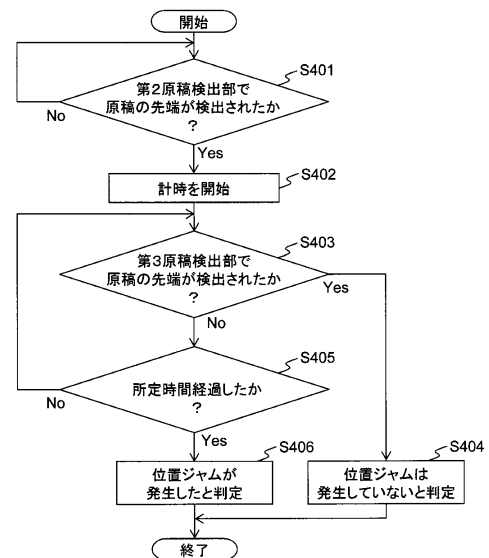 開始
S401
第2原稿検出部で
原稿の先端が検出されたか
?
No
Yes
S402
計時を開始
S403
第3原稿検出部で
原稿の先端が検出されたか
?
Yes
No
S405
所定時間経過したか
?
No
Yes
S406
位置ジャムが
発生したと判定
S404
位置ジャムは
発生していないと判定
終了